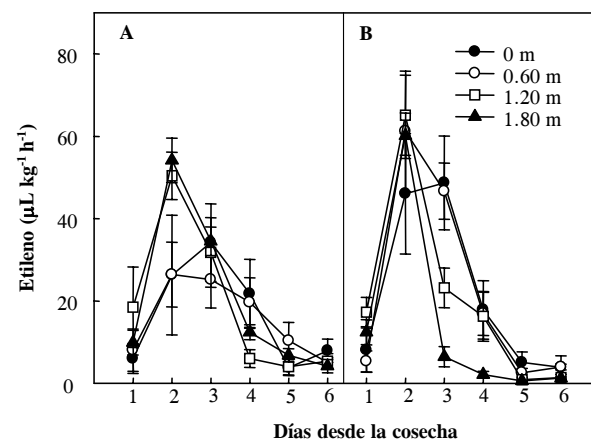 A
B
80
60
40
20
0
Etileno (µL kg-1 h-1)
0 m
0.60 m
1.20 m
1.80 m
1 2 3 4 5 6
1 2 3 4 5 6
Días desde la cosecha